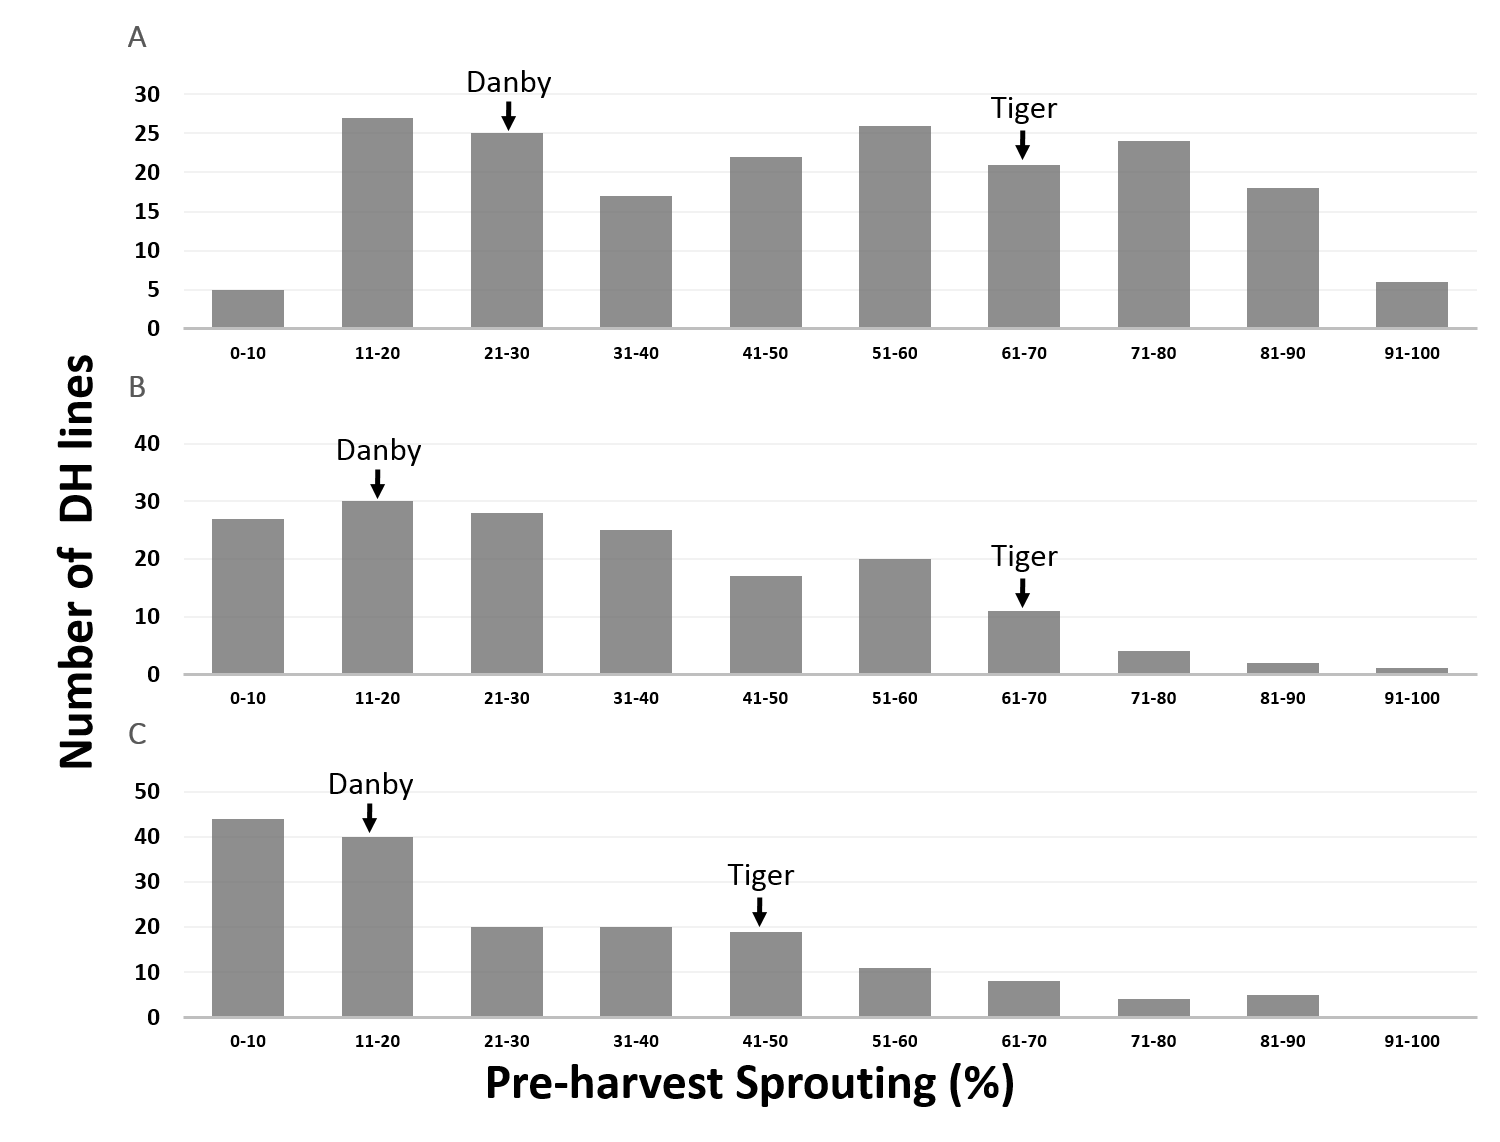 A
Danby
Tiger
30
25
20
15
10
5
0
0-10 11-20 21-30 31-40 41-50 51-60 61-70 71-80 81-90 91-100
B
Danby
Tiger
40
30
20
10
0
0-10 11-20 21-30 31-40 41-50 51-60 61-70 71-80 81-90 91-100
C
Danby
Tiger
50
40
30
20
10
0
0-10 11-20 21-30 31-40 41-50 51-60 61-70 71-80 81-90 91-100
Number of DH lines
Pre-harvest Sprouting (%)